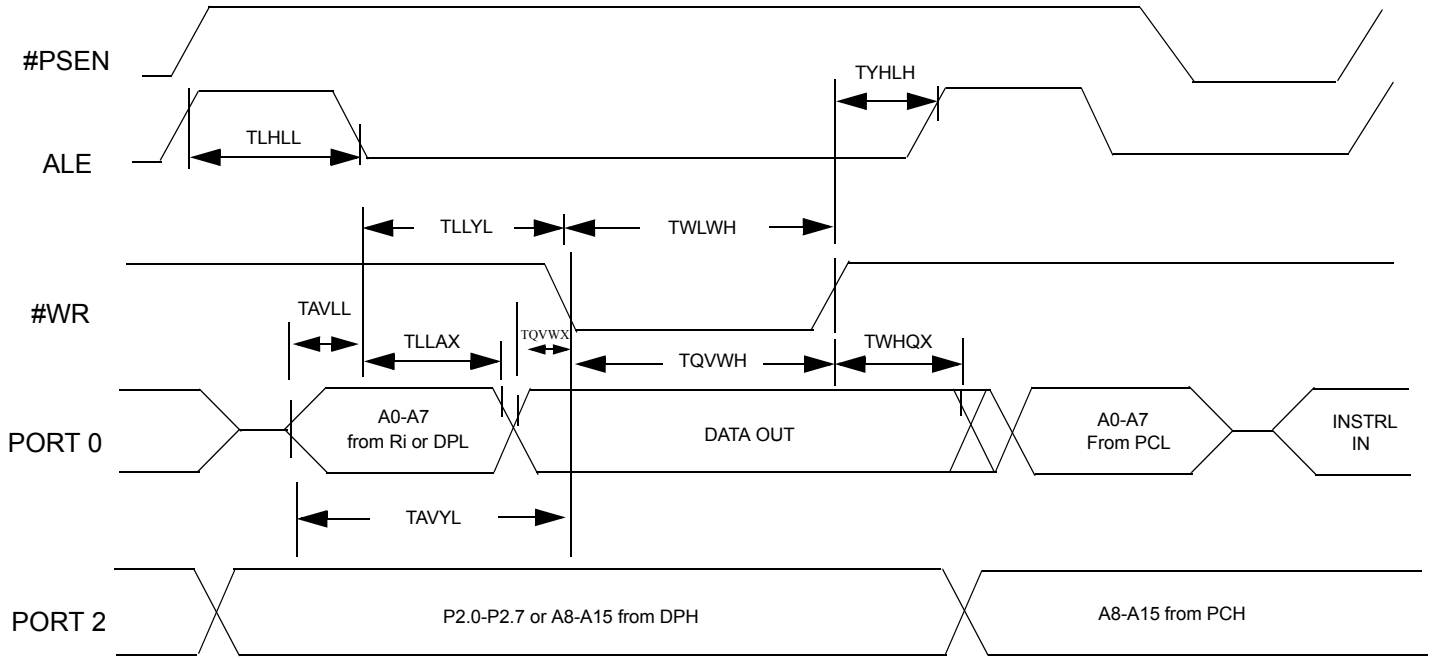 #PSEN
TYHLH
TLHLL
ALE
TLLYL
TWLWH
#WR
TAVLL
TLLAX
TQVWX
TQVWH
TWHQX
PORT 0
A0-A7
from Ri or DPL
DATA OUT
A0-A7
From PCL
INSTRL
IN
TAVYL
PORT 2
P2.0-P2.7 or A8-A15 from DPH
A8-A15 from PCH